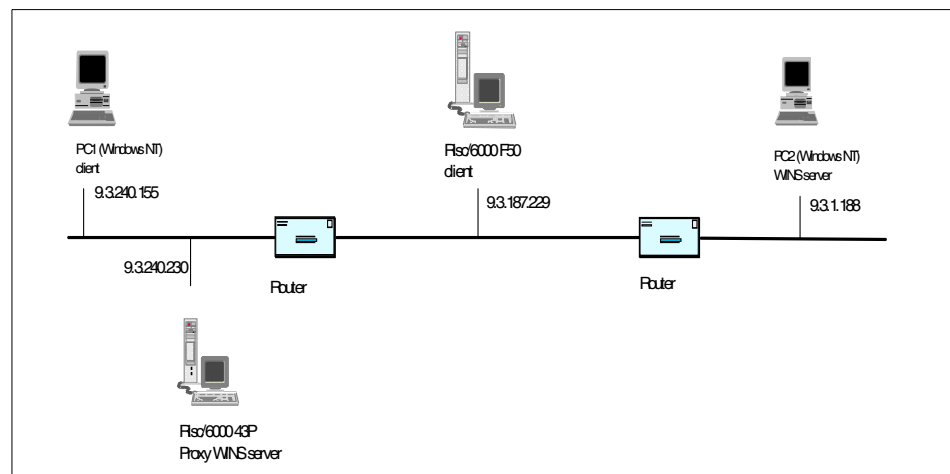 PC1 (Windows NT)
client
9.3.240.155
9.3.240.230
Risc/6000 43P
Proxy WINS server
Router
Risc/6000 F50
client
9.3.187.229
Router
PC2 (Windows NT)
WINS server
9.3.1.188